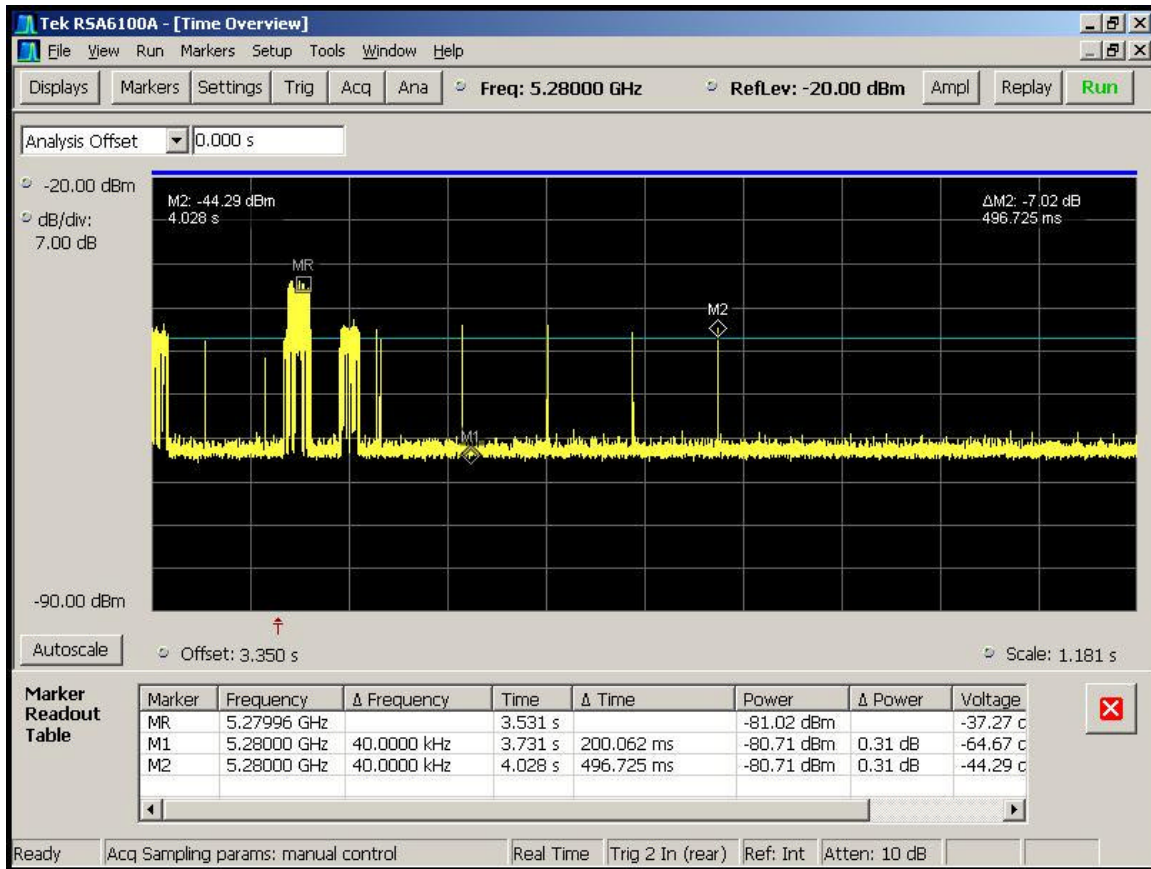 Tek RSA6100A - [Time Overview]
File View Run Markers Setup Tools Window Help
Displays Markers Settings Trig Acq Ana Freq: 5.28000 GHz RefLev: -20.00 dBm Ampl Replay Run
Analysis Offset 0.000 s
-20.00 dBm
dB/div:
7.00 dB
M2: -44.29 dBm
4.028 s
ΔM2: -7.02 dB
496.725 ms
MR
M2
M1
-90.00 dBm
Autoscale Offset: 3.350 s Scale: 1.181 s
Marker
Readout
Table
Marker Frequency Δ Frequency Time Δ Time Power Δ Power Voltage
MR 5.27996 GHz 3.531 s -81.02 dBm -37.27 c
M1 5.28000 GHz 40.0000 kHz 3.731 s 200.062 ms -80.71 dBm 0.31 dB -64.67 c
M2 5.28000 GHz 40.0000 kHz 4.028 s 496.725 ms -80.71 dBm 0.31 dB -44.29 c
Ready Acq Sampling params: manual control Real Time Trig 2 In (rear) Ref: Int Atten: 10 dB